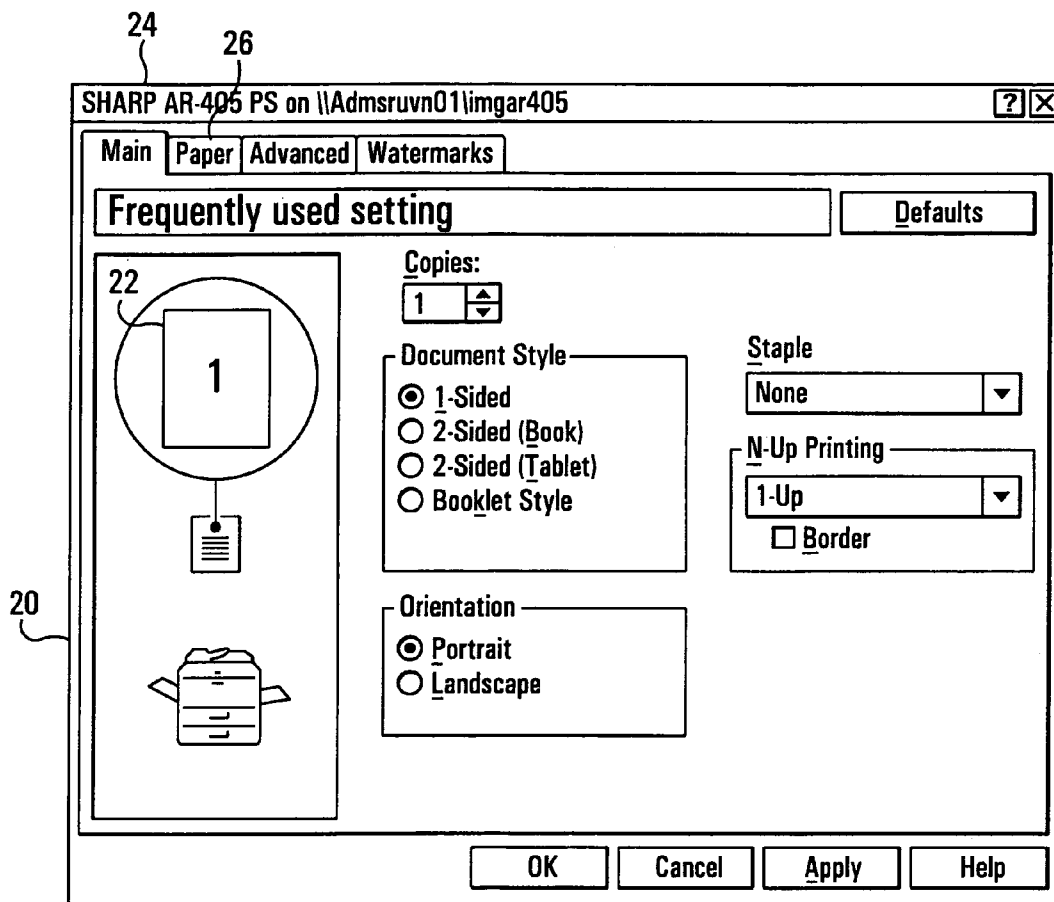 24
26
SHARP AR-405 PS on \\Admsruvn01\imgar405 ? X
Main Paper Advanced Watermarks
Frequently used setting Defaults
22
1
Copies:
1
Document Style
1-Sided
2-Sided (Book)
2-Sided (Tablet)
Booklet Style
Staple
None
N-Up Printing
1-Up
Border
20
Orientation
Portrait
Landscape
OK Cancel Apply Help